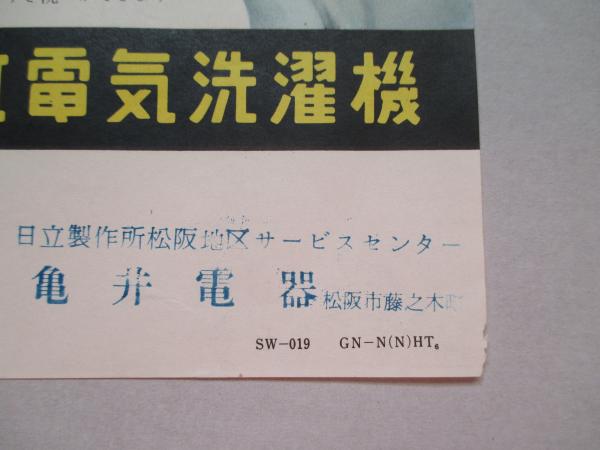 電気洗濯機
日立製作所松阪地区サービスセンター
亀井電器 松阪市藤之木町
SW-019 GN-N(N)HT₆